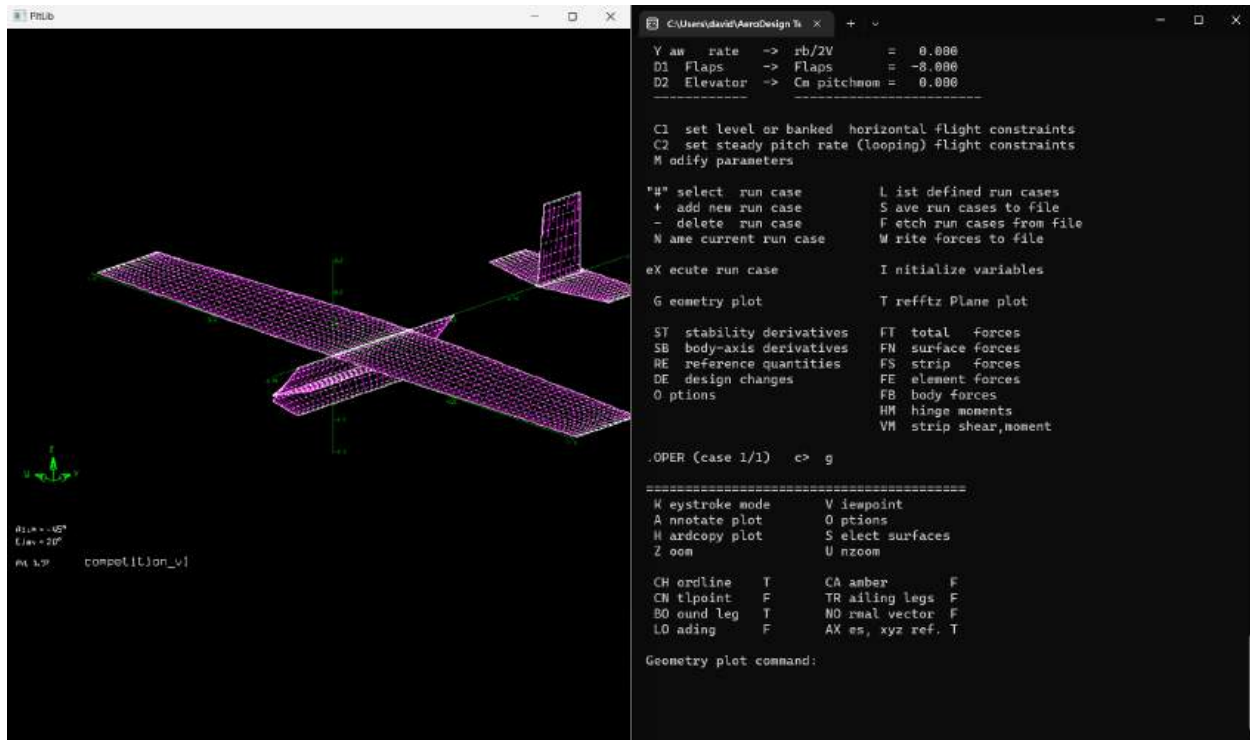 PltLib
Azim = -45°
Elev = 20°
AVL 3.37
competition_v1
C:\Users\david\AeroDesign Te
Y aw   rate  ->  rb/2V       =   0.000
D1  Flaps     ->  Flaps       =  -8.000
D2  Elevator  ->  Cm pitchmom =   0.000
------------      ------------------------
C1  set level or banked  horizontal flight constraints
C2  set steady pitch rate (looping) flight constraints
M odify parameters
"#" select  run case          L ist defined run cases
+  add new run case          S ave run cases to file
-  delete  run case          F etch run cases from file
N ame current run case       W rite forces to file
eX ecute run case             I nitialize variables
G eometry plot               T refftz Plane plot
ST  stability derivatives    FT  total   forces
SB  body-axis derivatives    FN  surface forces
RE  reference quantities     FS  strip   forces
DE  design changes           FE  element forces
O ptions                     FB  body forces
HM  hinge moments
VM  strip shear,moment
.OPER (case 1/1)   c>  g
==========================================
K eystroke mode       V iewpoint
A nnotate plot        O ptions
H ardcopy plot        S elect surfaces
Z oom                 U nzoom
CH ordline    T       CA amber        F
CN tlpoint    F       TR ailing legs  F
BO ound leg   T       NO rmal vector  F
LO ading      F       AX es, xyz ref. T
Geometry plot command: